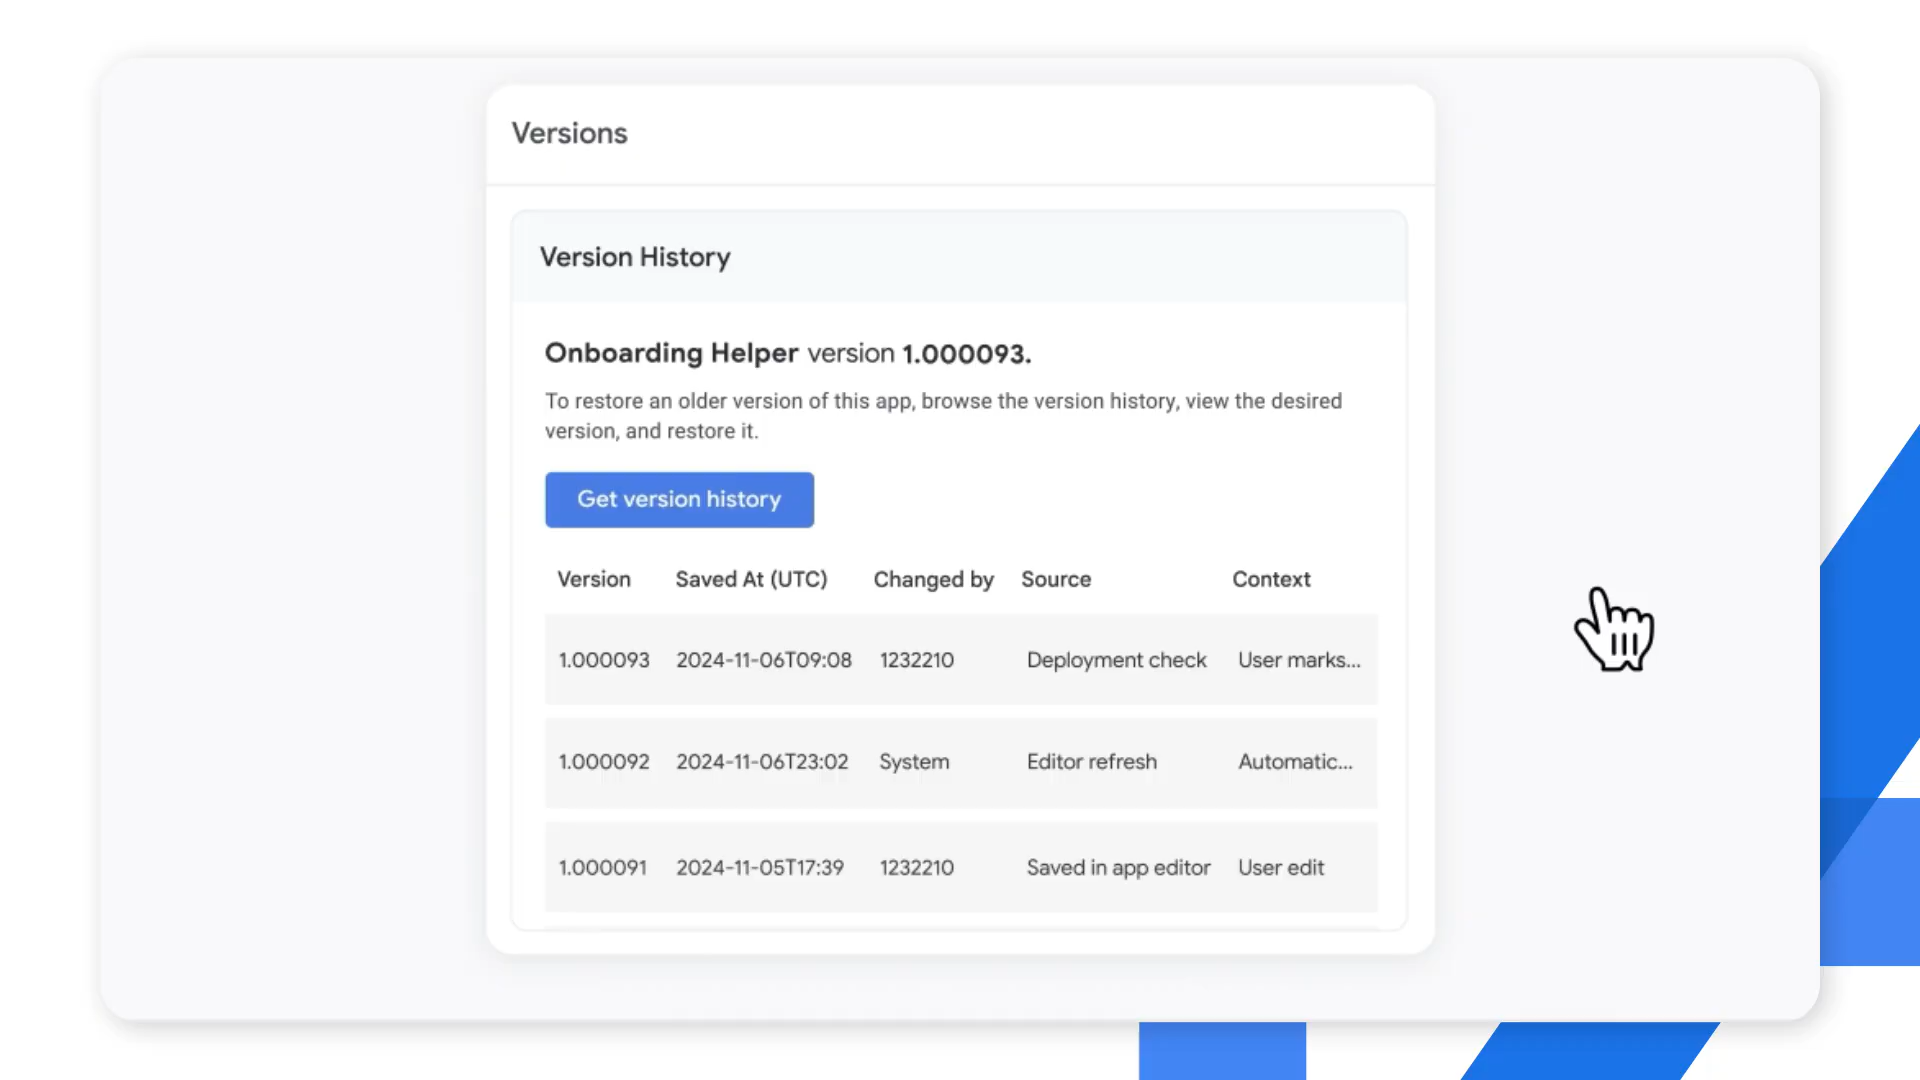 Versions
Version History
Onboarding Helper version 1.000093.
To restore an older version of this app, browse the version history, view the desired
version, and restore it.
Get version history
Version Saved At (UTC) Changed by Source Context
1.000093 2024-11-06T09:08 1232210 Deployment check User marks...
1.000092 2024-11-06T23:02 System Editor refresh Automatic...
1.000091 2024-11-05T17:39 1232210 Saved in app editor User edit